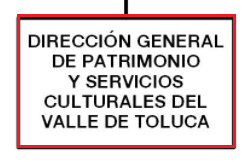 DIRECCIÓN GENERAL
DE PATRIMONIO
Y SERVICIOS
CULTURALES DEL
VALLE DE TOLUCA